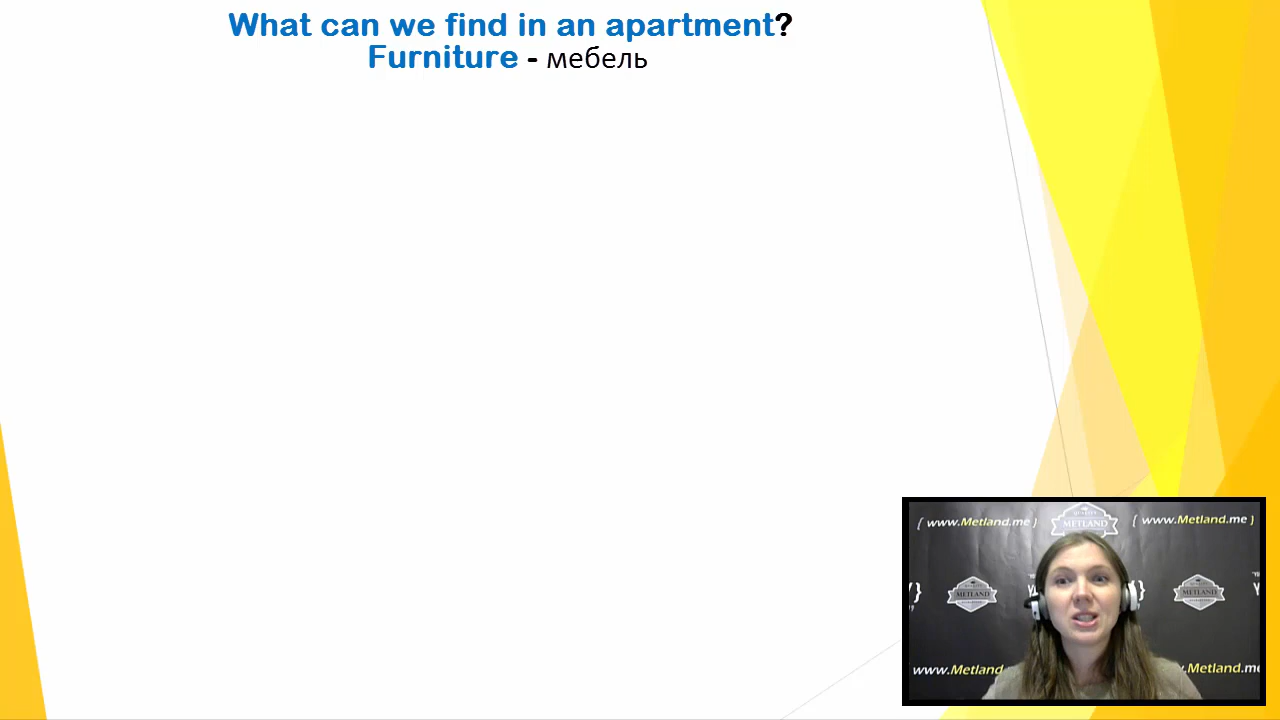 What can we find in an apartment?
Furniture - мебель
{ www.Metland.me }
METLAND
{ www.Metland.me }
METLAND
METLAND
www.Metland
www.Metland.me